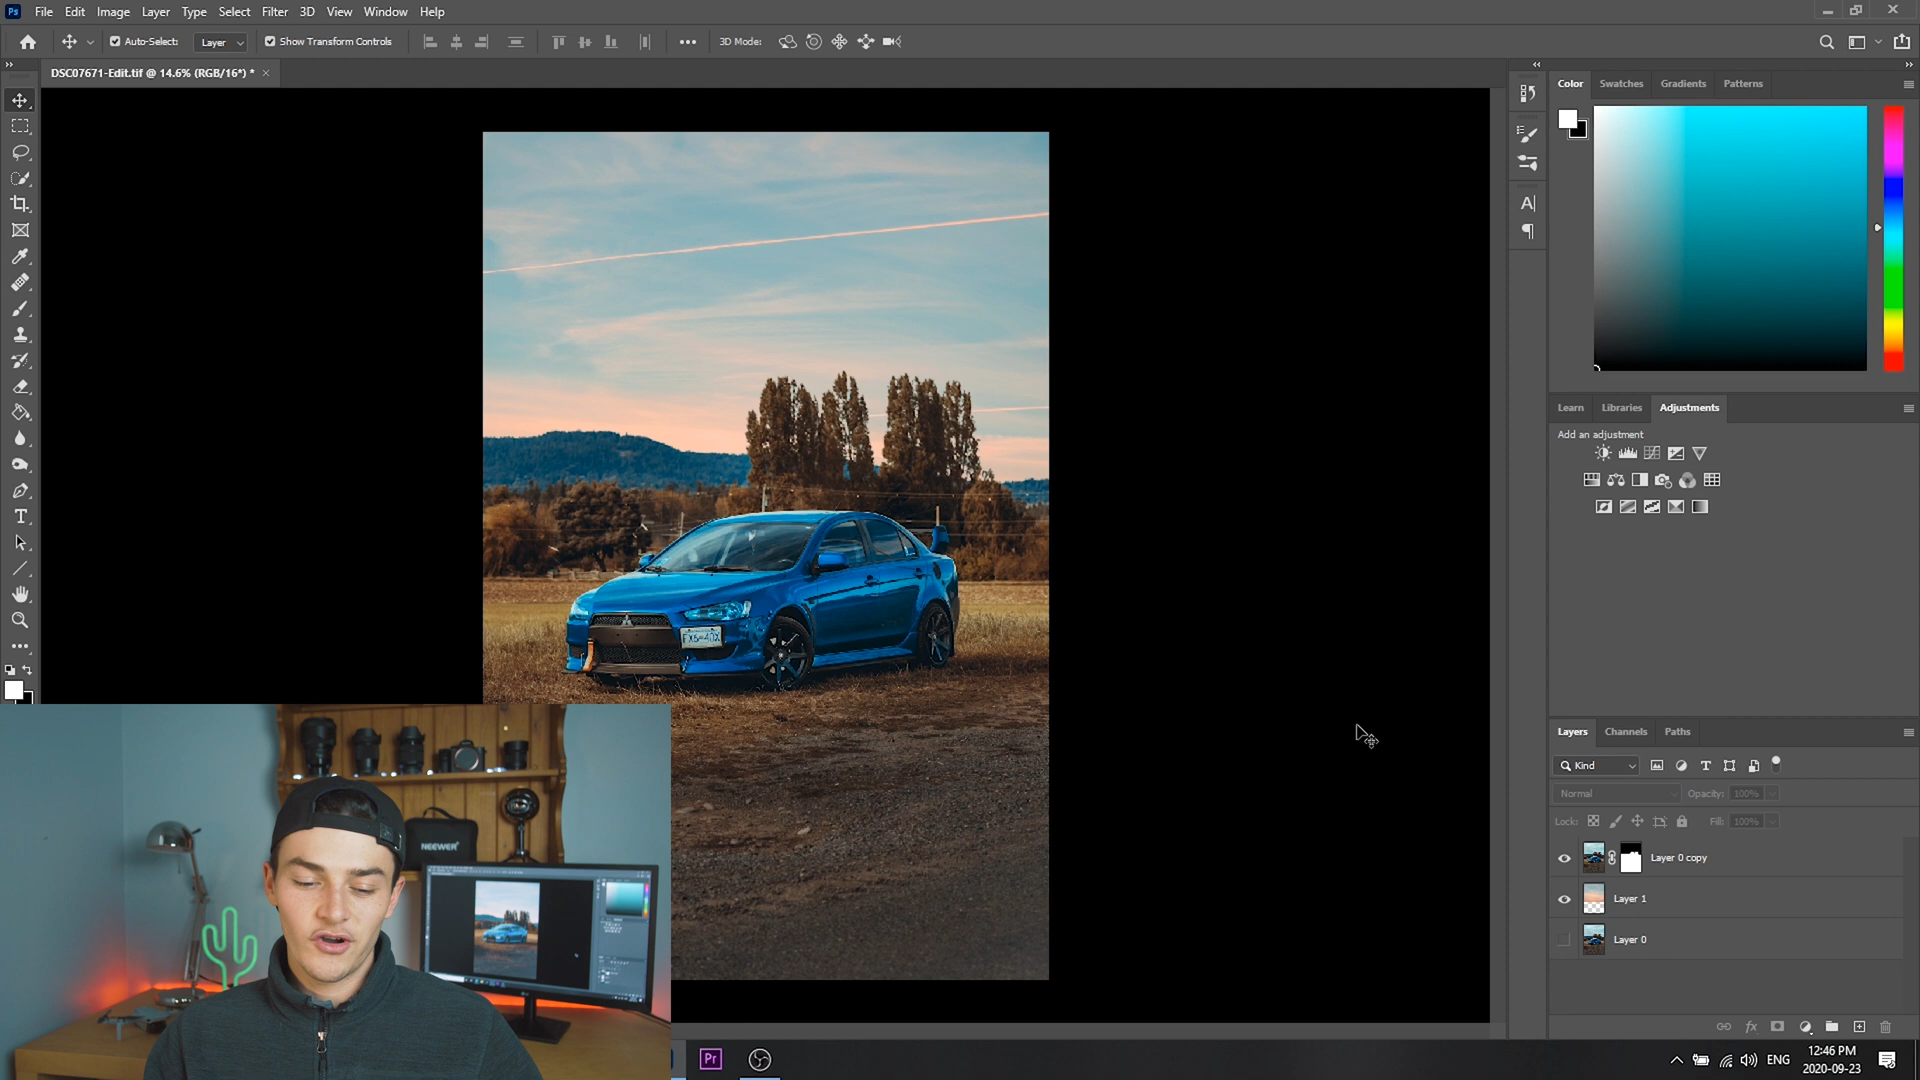 Ps File Edit Image Layer Type Select Filter 3D View Window Help
Auto-Select: Layer Show Transform Controls 3D Mode:
DSC07671-Edit.tif @ 14.6% (RGB/16*) * ×
Color Swatches Gradients Patterns
Learn Libraries Adjustments
Add an adjustment
NEEWER
Layers Channels Paths
Kind
Normal Opacity: 100%
Lock: Fill: 100%
Layer 0 copy
Layer 1
Layer 0
Pr
ENG
12:46 PM
2020-09-23